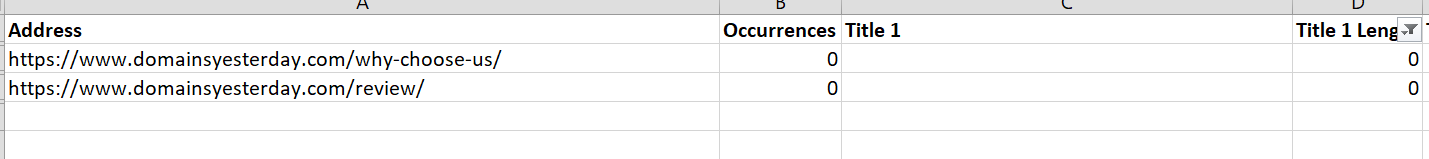 A B C D
Address Occurrences Title 1 Title 1 Leng
https://www.domainsyesterday.com/why-choose-us/ 0 0
https://www.domainsyesterday.com/review/ 0 0